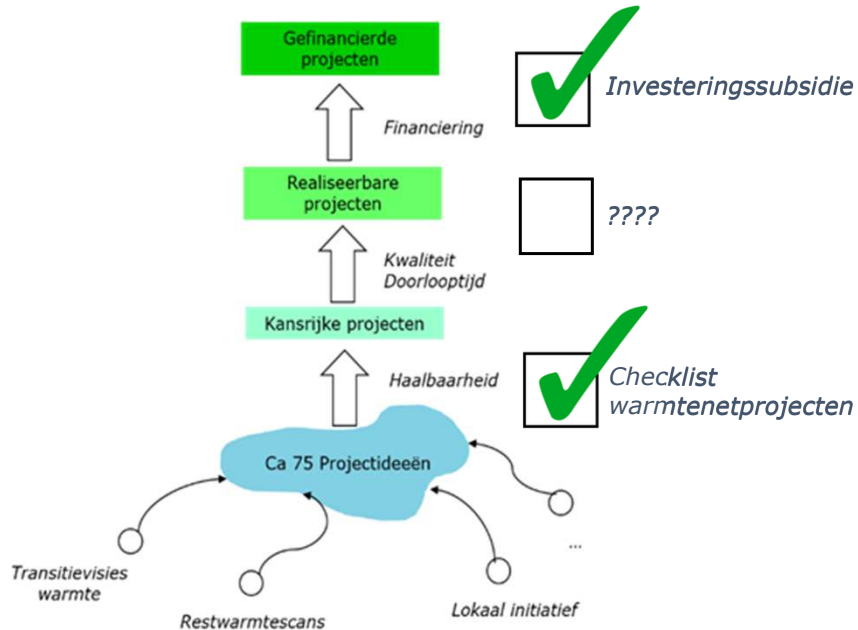 Gefinancierde
projecten
Investeringssubsidie
Financiering
Realiseerbare
projecten
????
Kwaliteit
Doorlooptijd
Kansrijke projecten
Haalbaarheid
Checklist
warmtenetprojecten
Ca 75 Projectideeën
...
Transitievisies
warmte
Restwarmtescans
Lokaal initiatief